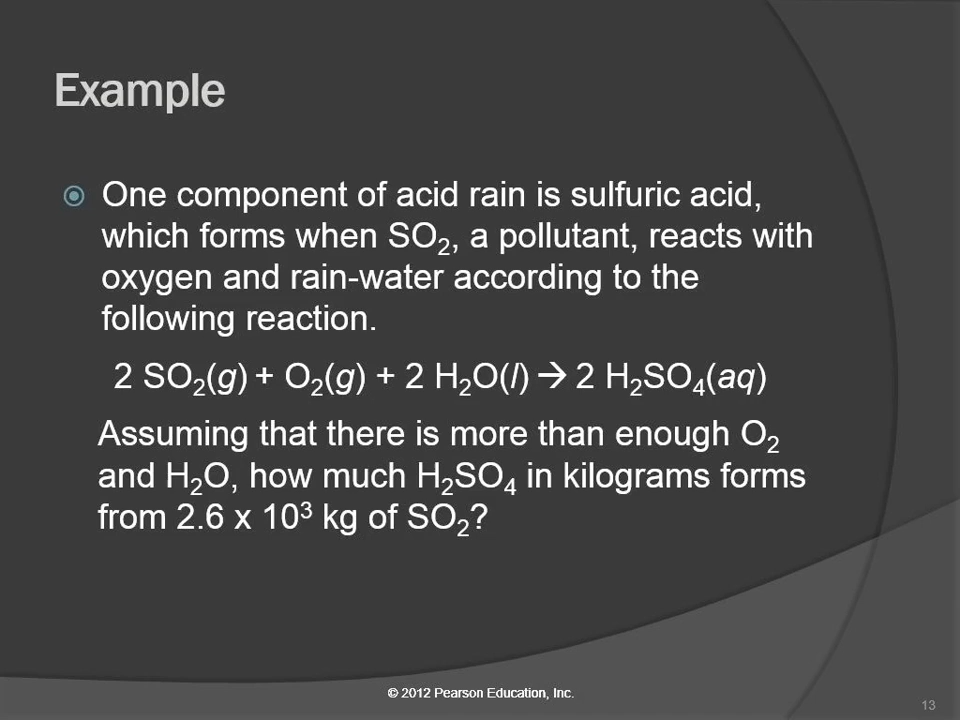 Example
One component of acid rain is sulfuric acid,
which forms when SO₂, a pollutant, reacts with
oxygen and rain-water according to the
following reaction.
2 SO₂(g) + O₂(g) + 2 H₂O(l) → 2 H₂SO₄(aq)
Assuming that there is more than enough O₂
and H₂O, how much H₂SO₄ in kilograms forms
from 2.6 x 10³ kg of SO₂?
© 2012 Pearson Education, Inc.
13